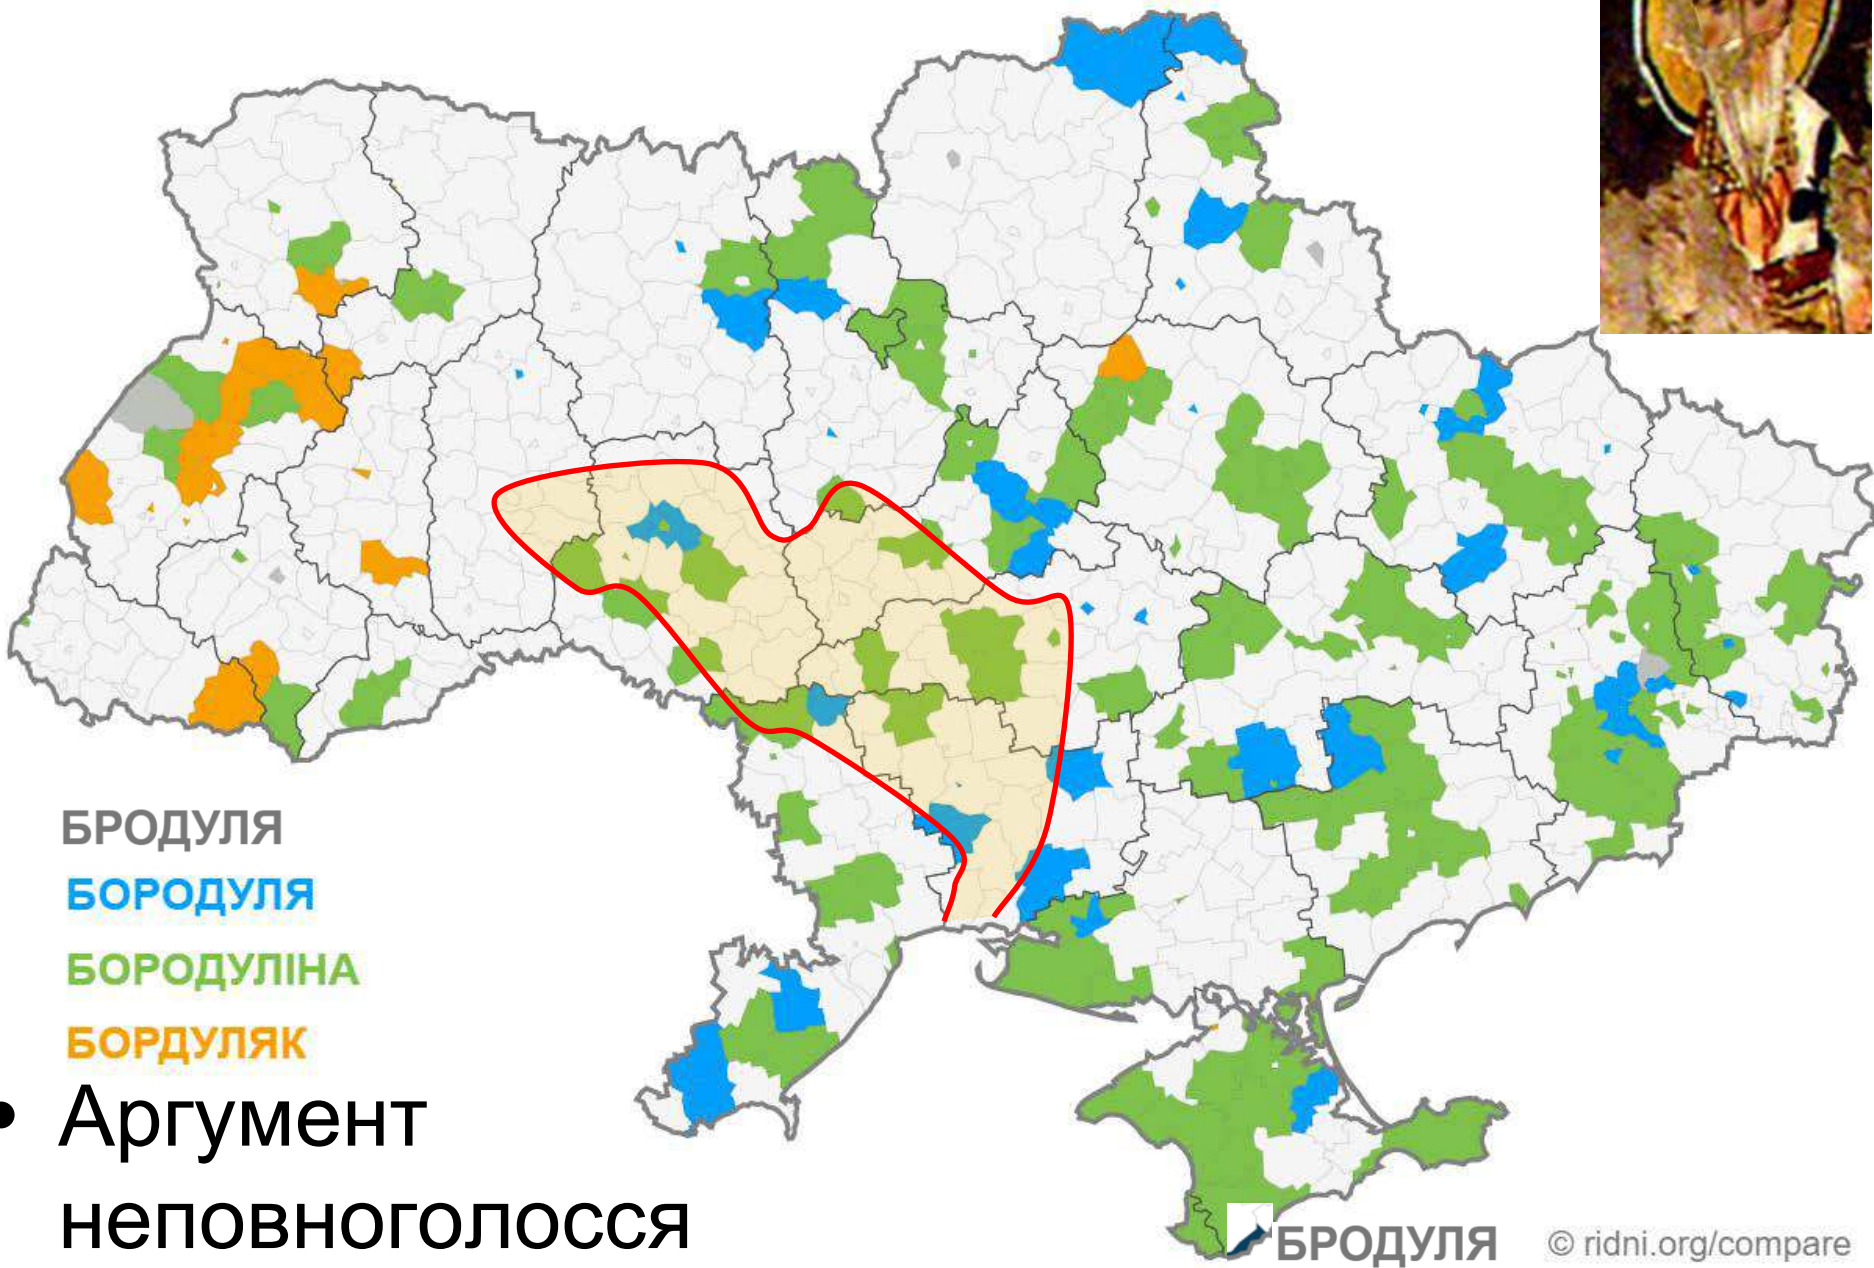 БРОДУЛЯ
БОРОДУЛЯ
БОРОДУЛІНА
БОРДУЛЯК
• Аргумент
неповноголосся
БРОДУЛЯ
© ridni.org/compare